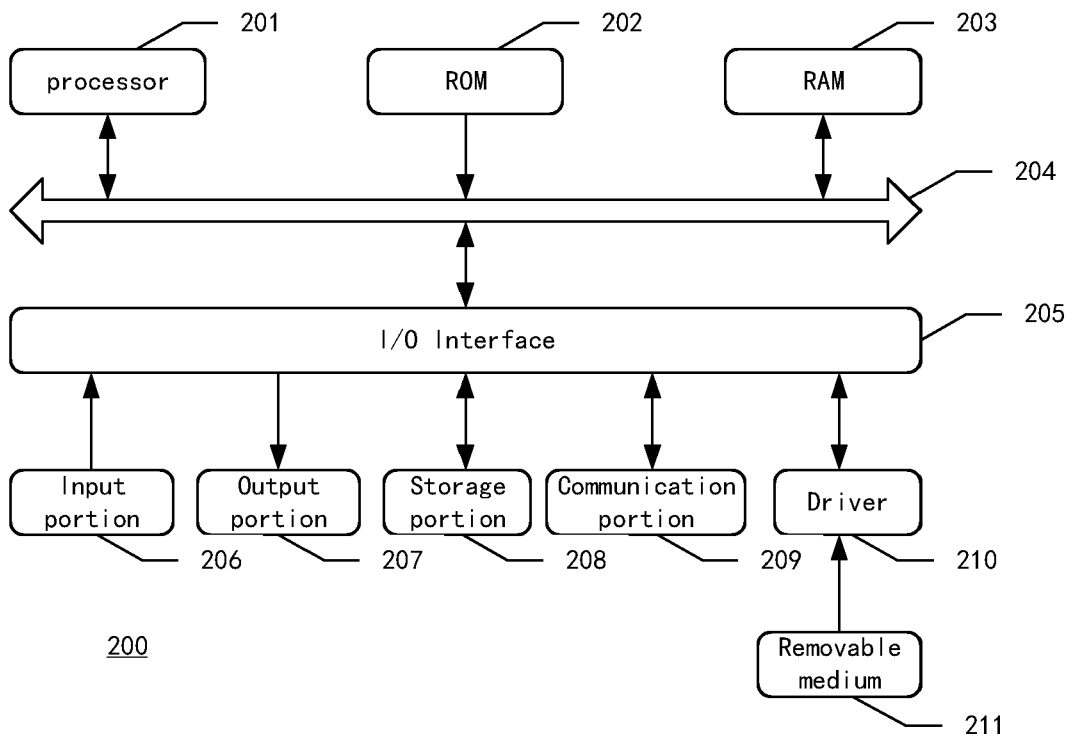 201
202
203
processor
ROM
RAM
204
205
I/O Interface
Input
portion
Output
portion
Storage
portion
Communication
portion
Driver
206
207
208
209
210
200
Removable
medium
211